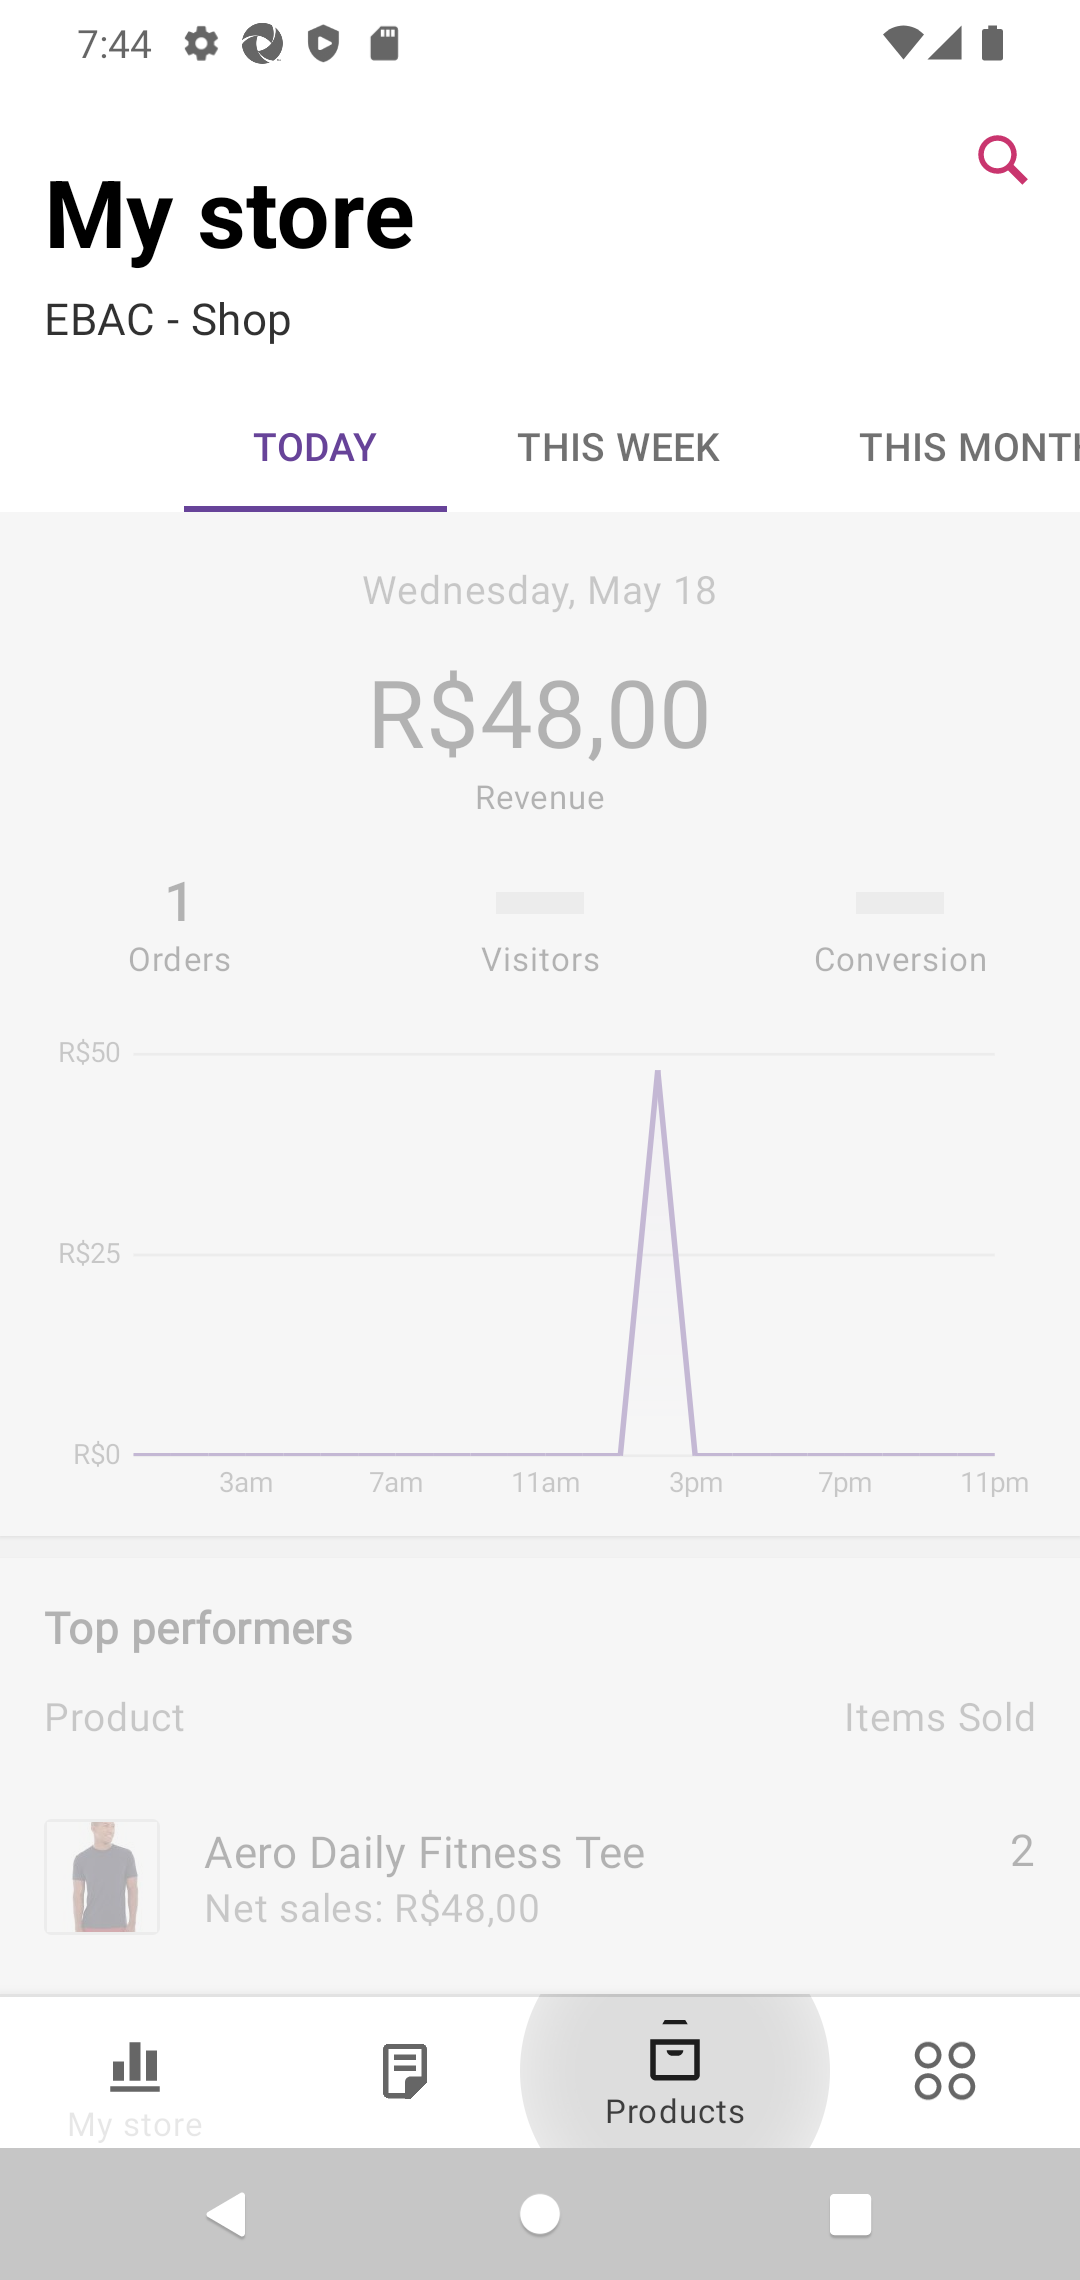 7:44
My store
EBAC - Shop
TODAY THIS WEEK THIS MONTH
Wednesday, May 18
R$48,00
Revenue
1
Orders Visitors Conversion
R$50
R$25
R$0
3am 7am 11am 3pm 7pm 11pm
Top performers
Product Items Sold
Aero Daily Fitness Tee 2
Net sales: R$48,00
Products
My store